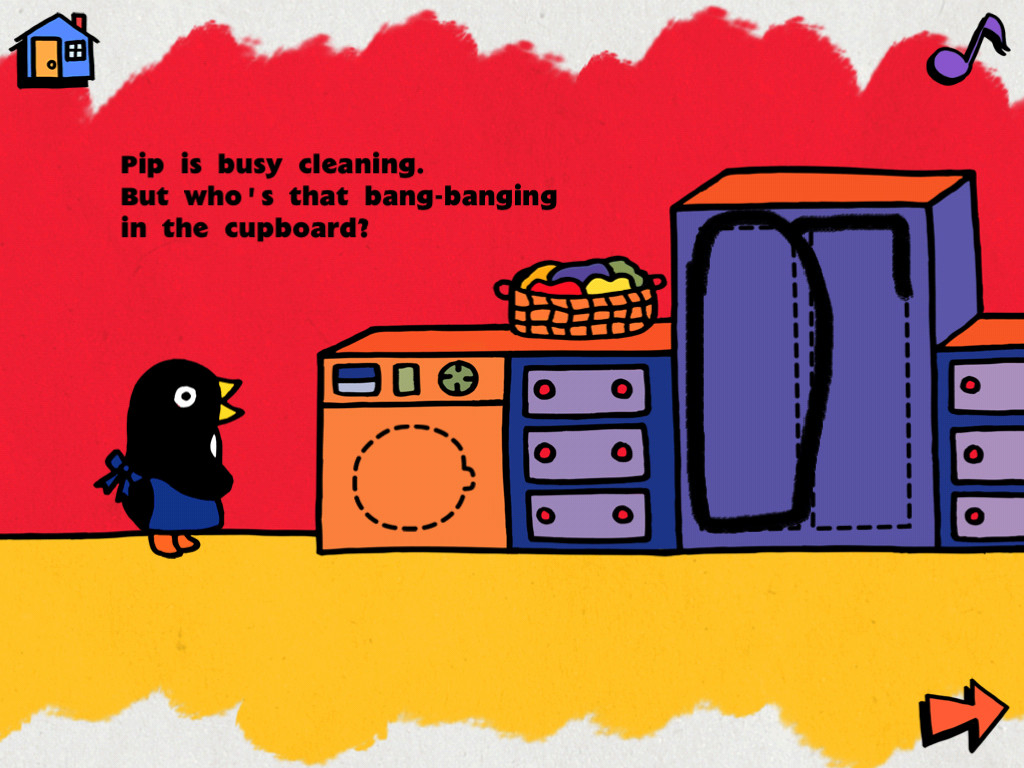 Pip is busy cleaning.
But who's that bang-banging
in the cupboard?